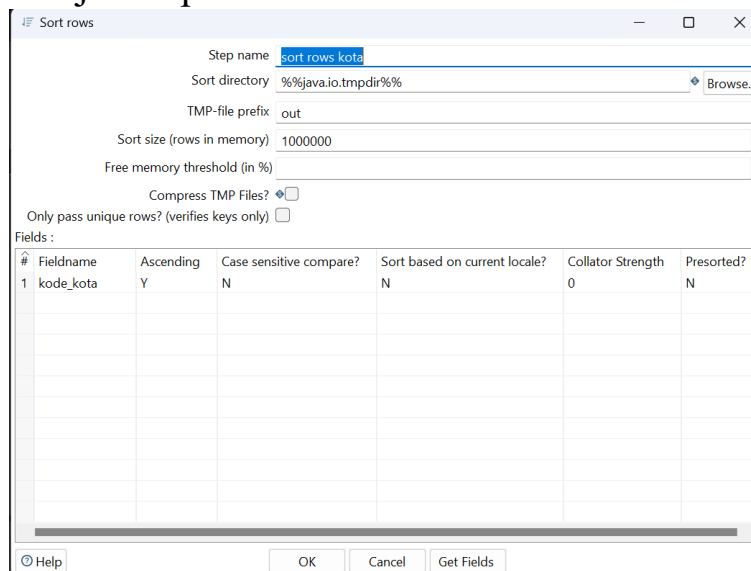 Sort rows
Step name sort rows kota
Sort directory %%java.io.tmpdir%% Browse.
TMP-file prefix out
Sort size (rows in memory) 1000000
Free memory threshold (in %)
Compress TMP Files?
Only pass unique rows? (verifies keys only)
Fields :
# Fieldname Ascending Case sensitive compare? Sort based on current locale? Collator Strength Presorted?
1 kode_kota Y N N 0 N
Help OK Cancel Get Fields